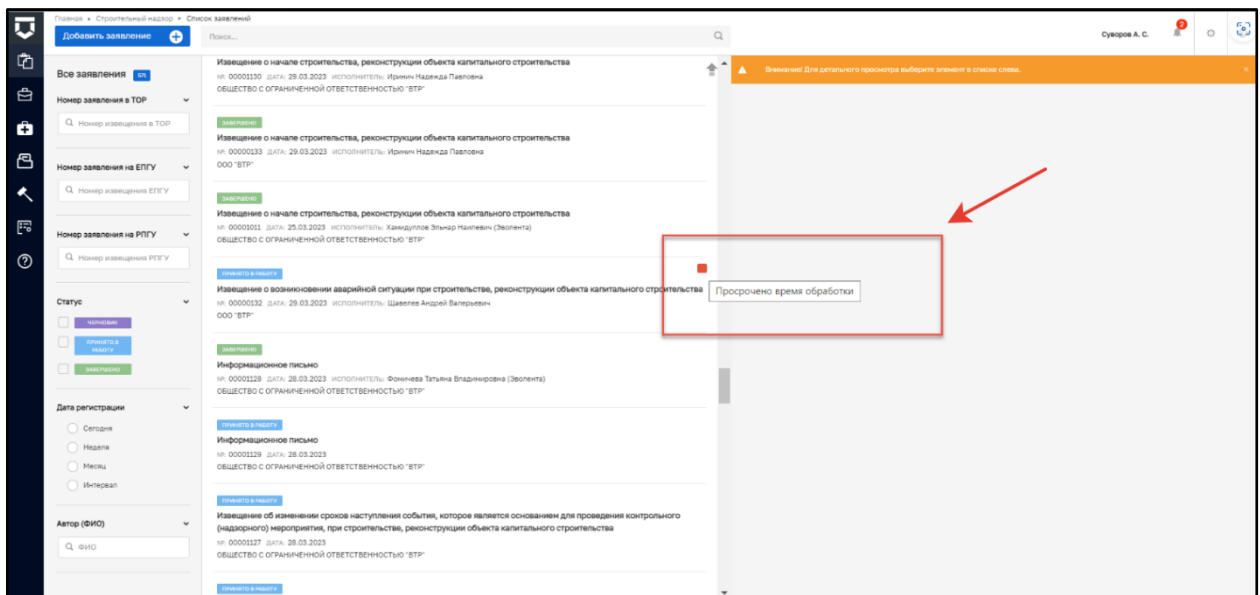 Главная • Строительный надзор • Список заявлений
Добавить заявление
Поиск...
Суворов А. С.
2
Все заявления 571
Номер заявления в ТОР
Номер извещения в ТОР
Номер заявления на ЕПГУ
Номер извещения ЕПГУ
Номер заявления на РПГУ
Номер извещения РПГУ
Статус
ЧЕРНОВИК
ПРИНЯТО В
РАБОТУ
ЗАВЕРШЕНО
Дата регистрации
Сегодня
Неделя
Месяц
Интервал
Автор (ФИО)
ФИО
Извещение о начале строительства, реконструкции объекта капитального строительства
№: 00001130 ДАТА: 29.03.2023 ИСПОЛНИТЕЛЬ: Иринич Надежда Павловна
ОБЩЕСТВО С ОГРАНИЧЕННОЙ ОТВЕТСТВЕННОСТЬЮ "ВТР"
ЗАВЕРШЕНО
Извещение о начале строительства, реконструкции объекта капитального строительства
№: 00000133 ДАТА: 29.03.2023 ИСПОЛНИТЕЛЬ: Иринич Надежда Павловна
ООО "ВТР"
ЗАВЕРШЕНО
Извещение о начале строительства, реконструкции объекта капитального строительства
№: 00001011 ДАТА: 25.03.2023 ИСПОЛНИТЕЛЬ: Хамидуллов Эльнар Наилевич (Эволента)
ОБЩЕСТВО С ОГРАНИЧЕННОЙ ОТВЕТСТВЕННОСТЬЮ "ВТР"
ПРИНЯТО В РАБОТУ
Извещение о возникновении аварийной ситуации при строительстве, реконструкции объекта капитального строительства
№: 00000132 ДАТА: 29.03.2023 ИСПОЛНИТЕЛЬ: Щавелев Андрей Валерьевич
ООО "ВТР"
ЗАВЕРШЕНО
Информационное письмо
№: 00001128 ДАТА: 28.03.2023 ИСПОЛНИТЕЛЬ: Фомичева Татьяна Владимировна (Эволента)
ОБЩЕСТВО С ОГРАНИЧЕННОЙ ОТВЕТСТВЕННОСТЬЮ "ВТР"
ПРИНЯТО В РАБОТУ
Информационное письмо
№: 00001129 ДАТА: 28.03.2023
ОБЩЕСТВО С ОГРАНИЧЕННОЙ ОТВЕТСТВЕННОСТЬЮ "ВТР"
ПРИНЯТО В РАБОТУ
Извещение об изменении сроков наступления события, которое является основанием для проведения контрольного
(надзорного) мероприятия, при строительстве, реконструкции объекта капитального строительства
№: 00001127 ДАТА: 28.03.2023
ОБЩЕСТВО С ОГРАНИЧЕННОЙ ОТВЕТСТВЕННОСТЬЮ "ВТР"
ПРИНЯТО В РАБОТУ
Внимание! Для детального просмотра выберите элемент в списке слева.
Просрочено время обработки